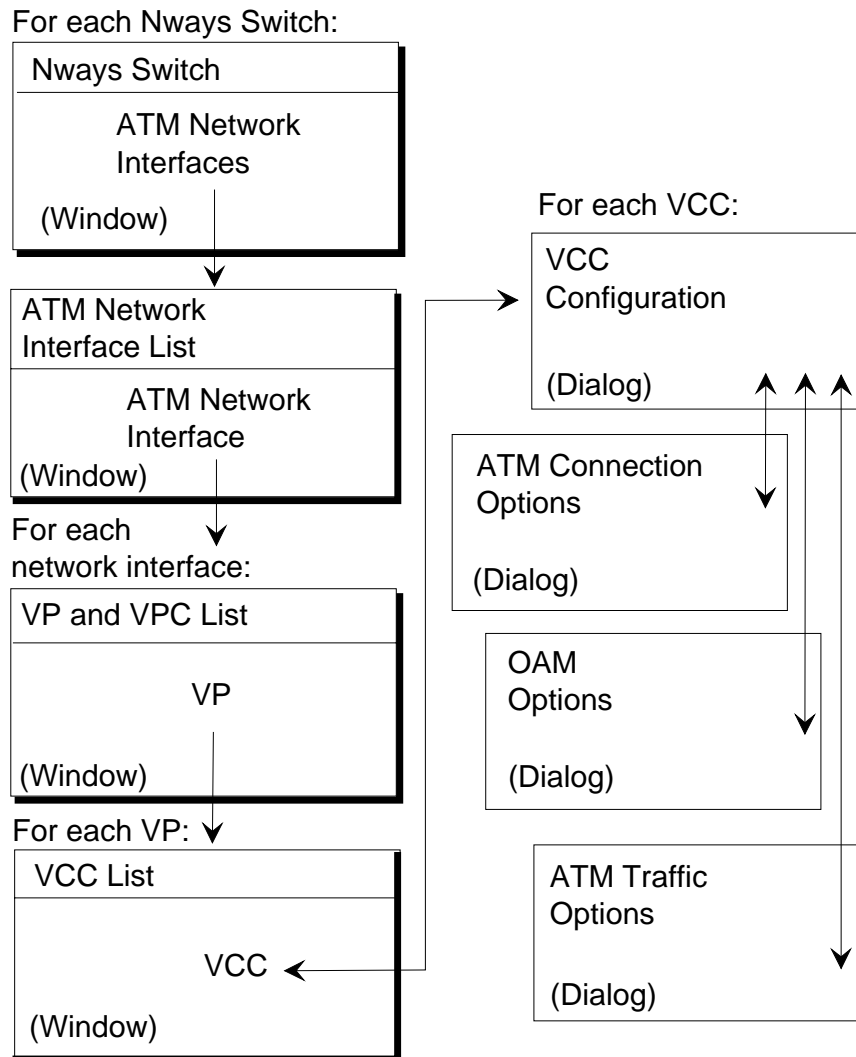 For each Nways Switch:
Nways Switch
ATM Network
Interfaces
(Window)
ATM Network
Interface List
ATM Network
Interface
(Window)
For each
network interface:
VP and VPC List
VP
(Window)
For each VP:
VCC List
VCC
(Window)
For each VCC:
VCC
Configuration
(Dialog)
ATM Connection
Options
(Dialog)
OAM
Options
(Dialog)
ATM Traffic
Options
(Dialog)